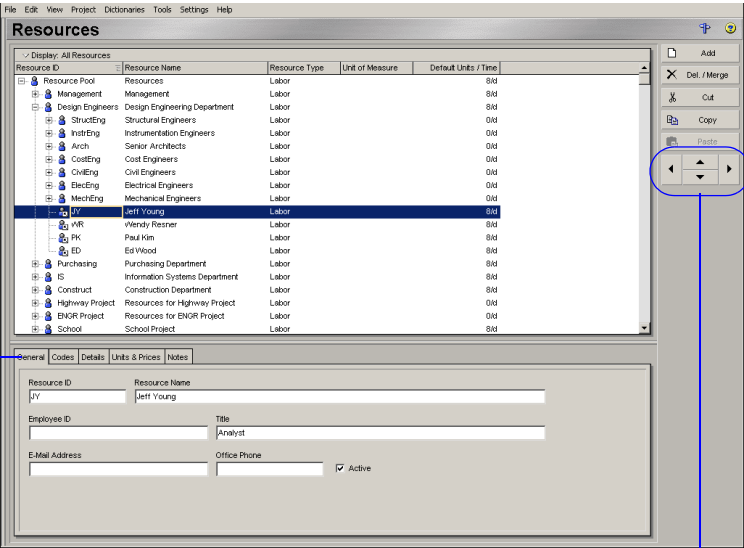 File Edit View Project Dictionaries Tools Settings Help
Resources
Display: All Resources
Resource ID Resource Name Resource Type Unit of Measure Default Units / Time
Resource Pool Resources Labor 8/d
Management Management Labor 8/d
Design Engineers Design Engineering Department Labor 8/d
StructEng Structural Engineers Labor 0/d
InstrEng Instrumentation Engineers Labor 0/d
Arch Senior Architects Labor 0/d
CostEng Cost Engineers Labor 0/d
CivilEng Civil Engineers Labor 0/d
ElecEng Electrical Engineers Labor 0/d
MechEng Mechanical Engineers Labor 0/d
JY Jeff Young Labor 8/d
WR Wendy Resner Labor 8/d
PK Paul Kim Labor 8/d
ED Ed Wood Labor 8/d
Purchasing Purchasing Department Labor 8/d
IS Information Systems Department Labor 8/d
Construct Construction Department Labor 8/d
Highway Project Resources for Highway Project Labor 0/d
ENGR Project Resources for ENGR Project Labor 0/d
School School Project Labor 8/d
Add
Del. / Merge
Cut
Copy
Paste
General Codes Details Units & Prices Notes
Resource ID Resource Name
JY Jeff Young
Employee ID Title
Analyst
E-Mail Address Office Phone
Active